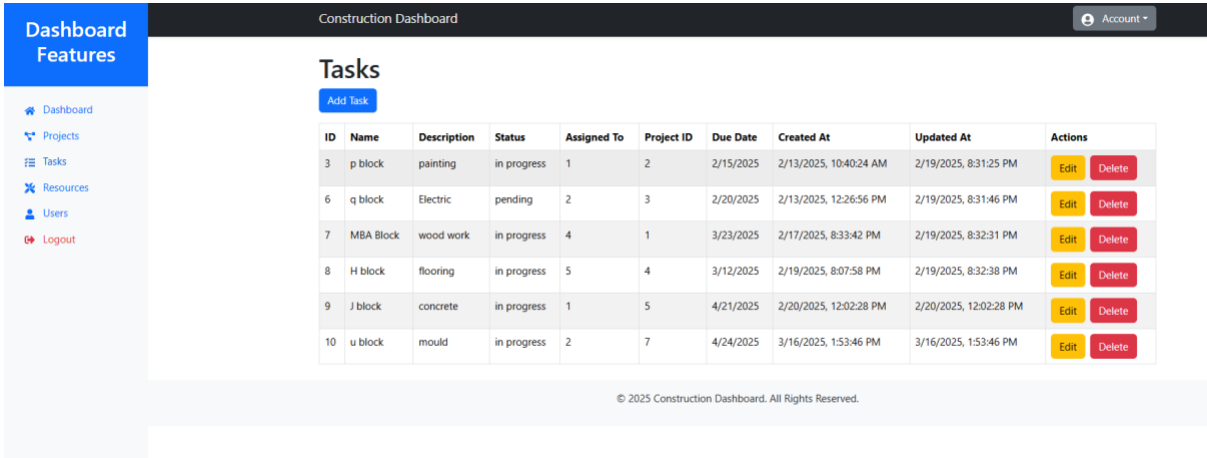 Dashboard
Features
Dashboard
Projects
Tasks
Resources
Users
Logout
Construction Dashboard
Account
Tasks
Add Task
ID Name Description Status Assigned To Project ID Due Date Created At Updated At Actions
3 p block painting in progress 1 2 2/15/2025 2/13/2025, 10:40:24 AM 2/19/2025, 8:31:25 PM Edit Delete
6 q block Electric pending 2 3 2/20/2025 2/13/2025, 12:26:56 PM 2/19/2025, 8:31:46 PM Edit Delete
7 MBA Block wood work in progress 4 1 3/23/2025 2/17/2025, 8:33:42 PM 2/19/2025, 8:32:31 PM Edit Delete
8 H block flooring in progress 5 4 3/12/2025 2/19/2025, 8:07:58 PM 2/19/2025, 8:32:38 PM Edit Delete
9 J block concrete in progress 1 5 4/21/2025 2/20/2025, 12:02:28 PM 2/20/2025, 12:02:28 PM Edit Delete
10 u block mould in progress 2 7 4/24/2025 3/16/2025, 1:53:46 PM 3/16/2025, 1:53:46 PM Edit Delete
© 2025 Construction Dashboard. All Rights Reserved.